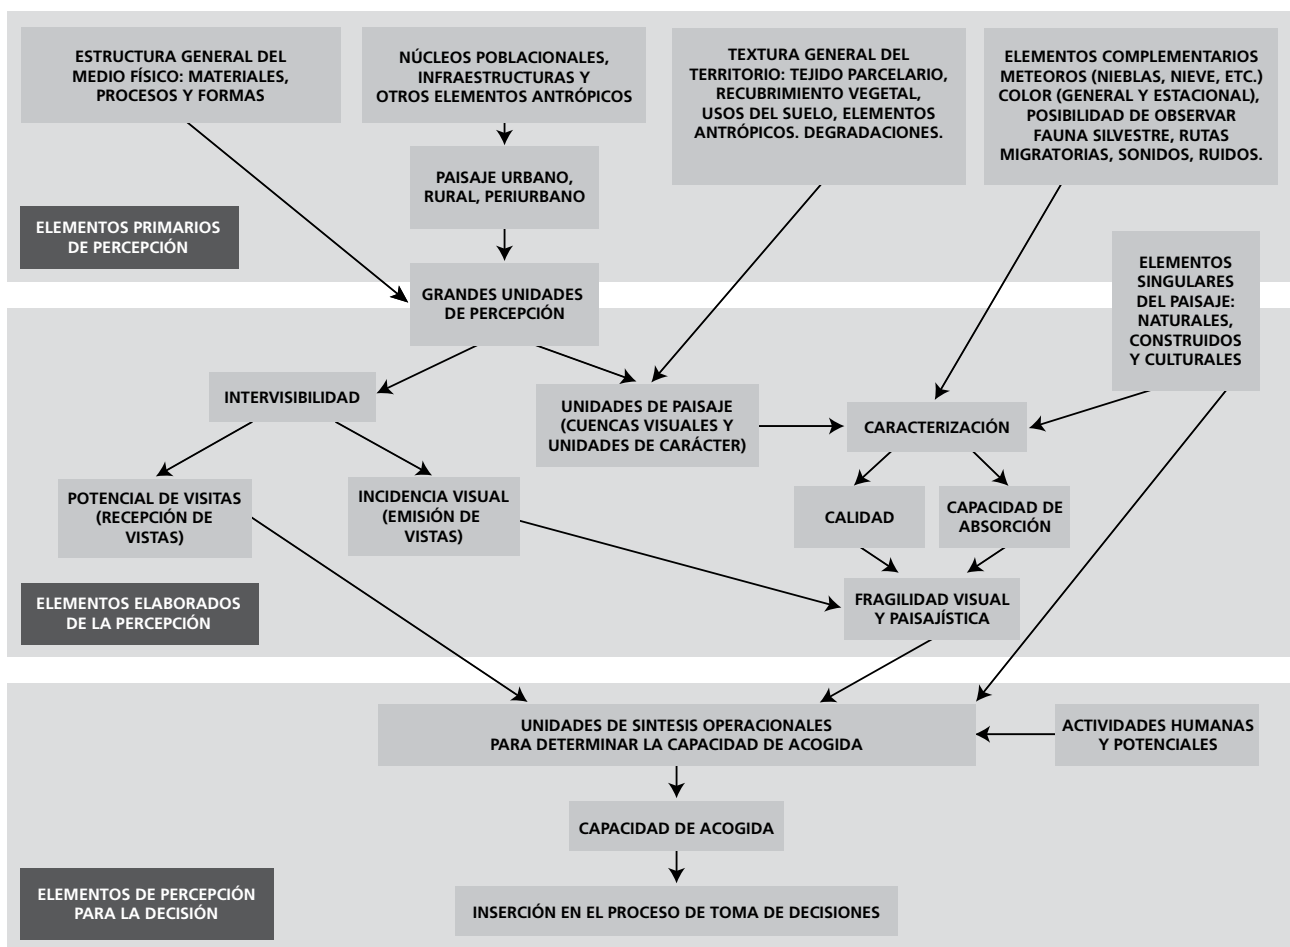 ESTRUCTURA GENERAL DEL
MEDIO FÍSICO: MATERIALES,
PROCESOS Y FORMAS
NÚCLEOS POBLACIONALES,
INFRAESTRUCTURAS Y
OTROS ELEMENTOS ANTRÓPICOS
TEXTURA GENERAL DEL
TERRITORIO: TEJIDO PARCELARIO,
RECUBRIMIENTO VEGETAL,
USOS DEL SUELO, ELEMENTOS
ANTRÓPICOS. DEGRADACIONES.
ELEMENTOS COMPLEMENTARIOS
METEOROS (NIEBLAS, NIEVE, ETC.)
COLOR (GENERAL Y ESTACIONAL),
POSIBILIDAD DE OBSERVAR
FAUNA SILVESTRE, RUTAS
MIGRATORIAS, SONIDOS, RUIDOS.
PAISAJE URBANO,
RURAL, PERIURBANO
ELEMENTOS PRIMARIOS
DE PERCEPCIÓN
GRANDES UNIDADES
DE PERCEPCIÓN
ELEMENTOS
SINGULARES
DEL PAISAJE:
NATURALES,
CONSTRUIDOS
Y CULTURALES
INTERVISIBILIDAD
UNIDADES DE PAISAJE
(CUENCAS VISUALES Y
UNIDADES DE CARÁCTER)
CARACTERIZACIÓN
POTENCIAL DE VISITAS
(RECEPCIÓN DE
VISTAS)
INCIDENCIA VISUAL
(EMISIÓN DE
VISTAS)
CALIDAD
CAPACIDAD DE
ABSORCIÓN
ELEMENTOS ELABORADOS
DE LA PERCEPCIÓN
FRAGILIDAD VISUAL
Y PAISAJÍSTICA
UNIDADES DE SINTESIS OPERACIONALES
PARA DETERMINAR LA CAPACIDAD DE ACOGIDA
ACTIVIDADES HUMANAS
Y POTENCIALES
CAPACIDAD DE ACOGIDA
ELEMENTOS DE PERCEPCIÓN
PARA LA DECISIÓN
INSERCIÓN EN EL PROCESO DE TOMA DE DECISIONES